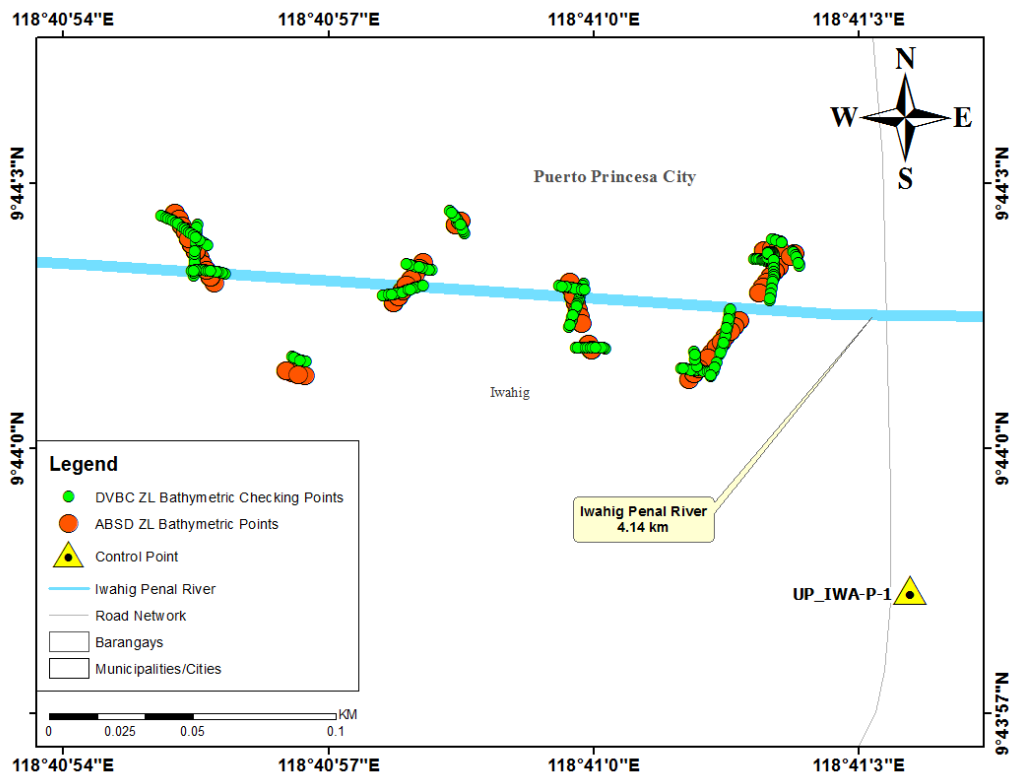 118°40'54"E 118°40'57"E 118°41'0"E 118°41'3"E
N
W E
S
9°44'3"N 9°44'3"N
Puerto Princesa City
Iwahig
9°44'0"N 9°44'0"N
Legend
DVBC ZL Bathymetric Checking Points
ABSD ZL Bathymetric Points
Control Point
Iwahig Penal River
Road Network
Barangays
Municipalities/Cities
Iwahig Penal River
4.14 km
UP_IWA-P-1
9°43'57"N 9°43'57"N
KM
0 0.025 0.05 0.1
118°40'54"E 118°40'57"E 118°41'0"E 118°41'3"E